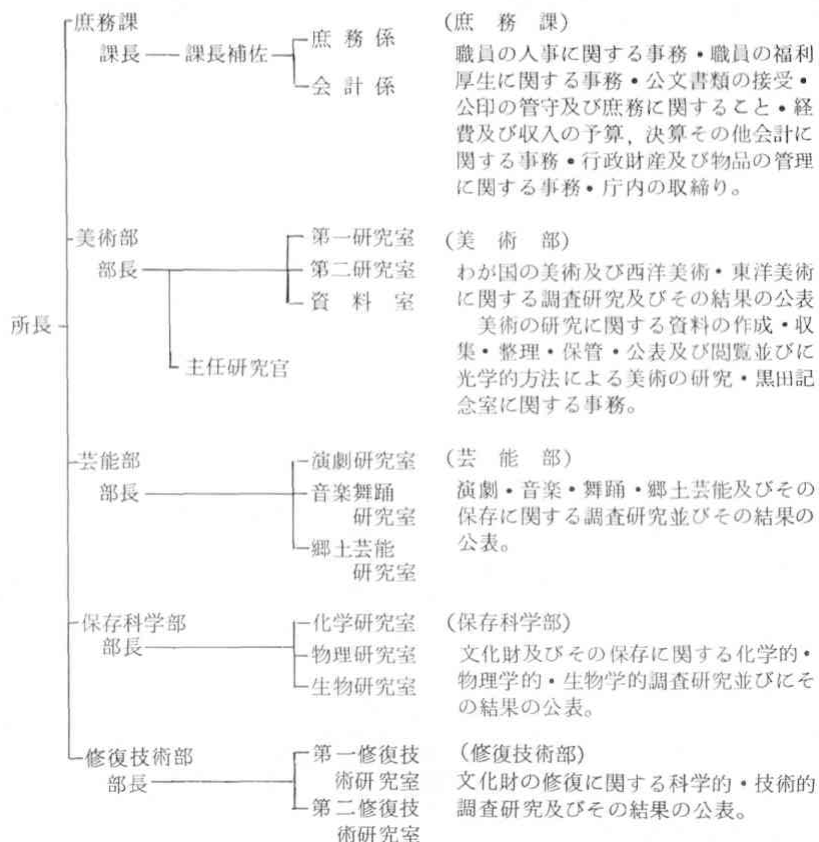 庶務課
課長 課長補佐 庶務係
会計係
(庶務課)
職員の人事に関する事務・職員の福利
厚生に関する事務・公文書類の接受・
公印の管守及び庶務に関すること・経
費及び収入の予算,決算その他会計に
関する事務・行政財産及び物品の管理
に関する事務・庁内の取締り。
所長
美術部
部長
第一研究室
第二研究室
資料室
主任研究官
(美術部)
わが国の美術及び西洋美術・東洋美術
に関する調査研究及びその結果の公表
美術の研究に関する資料の作成・収
集・整理・保管・公表及び閲覧並びに
光学的方法による美術の研究・黒田記
念室に関する事務。
芸能部
部長
演劇研究室
音楽舞踊
研究室
郷土芸能
研究室
(芸能部)
演劇・音楽・舞踊・郷土芸能及びその
保存に関する調査研究並びその結果の
公表。
保存科学部
部長
化学研究室
物理研究室
生物研究室
(保存科学部)
文化財及びその保存に関する化学的・
物理学的・生物学的調査研究並びにそ
の結果の公表。
修復技術部
部長
第一修復技
術研究室
第二修復技
術研究室
(修復技術部)
文化財の修復に関する科学的・技術的
調査研究及びその結果の公表。